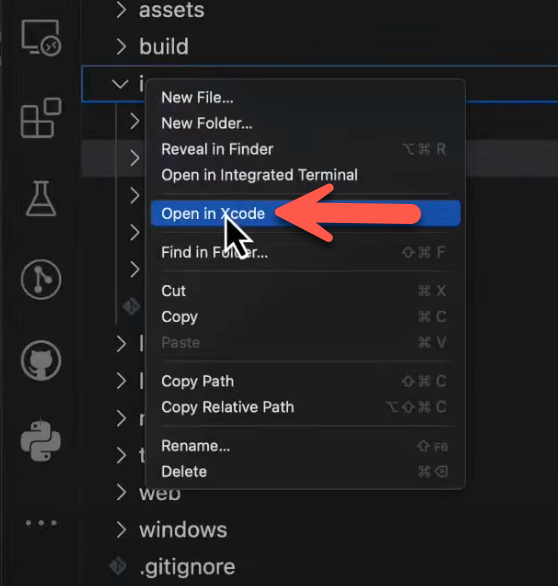 assets
build
New File...
New Folder...
Reveal in Finder ⌥⌘ R
Open in Integrated Terminal
Open in Xcode
Find in Folder... ⇧⌘ F
Cut ⌘ X
Copy ⌘ C
Paste ⌘ V
Copy Path ⇧⌘ C
Copy Relative Path ⌥⇧⌘ C
Rename... ⇧F6
Delete ⌘⌫
web
windows
.gitignore